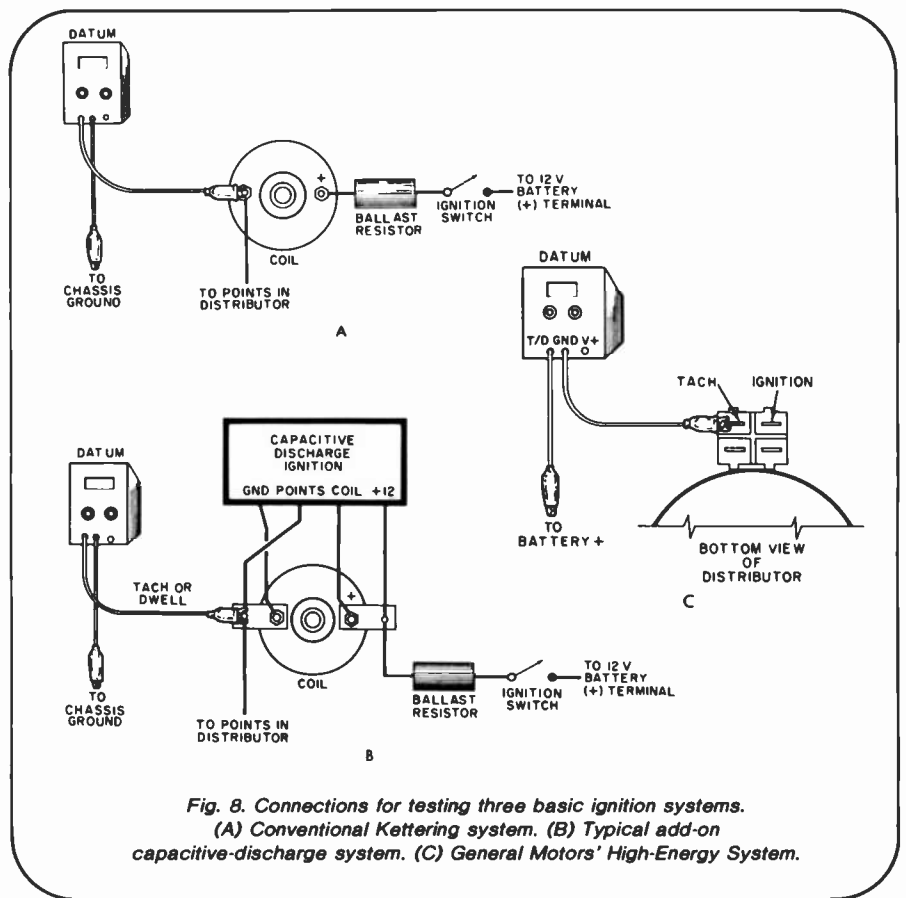 DATUM
+
TO 12 V
BATTERY
(+) TERMINAL
BALLAST
RESISTOR
IGNITION
SWITCH
COIL
TO
CHASSIS
GROUND
TO POINTS IN
DISTRIBUTOR
A
DATUM
T/D GND V+
TACH
IGNITION
TO
BATTERY +
BOTTOM VIEW
OF
DISTRIBUTOR
C
CAPACITIVE
DISCHARGE
IGNITION
GND POINTS COIL +12
DATUM
TACH OR
DWELL
+
COIL
TO
CHASSIS
GROUND
TO POINTS IN
DISTRIBUTOR
BALLAST
RESISTOR
IGNITION
SWITCH
TO 12 V
BATTERY
(+) TERMINAL
B
Fig. 8. Connections for testing three basic ignition systems.
(A) Conventional Kettering system. (B) Typical add-on
capacitive-discharge system. (C) General Motors' High-Energy System.